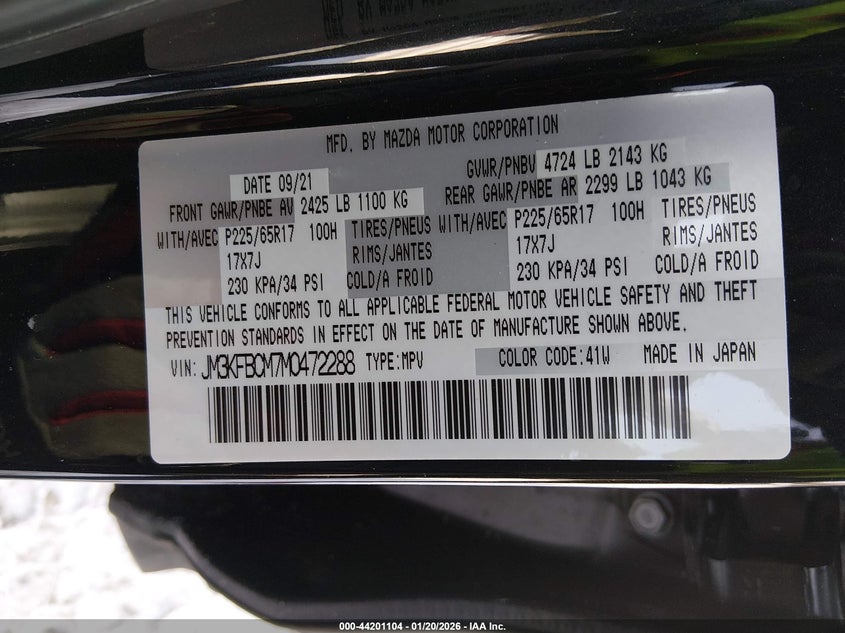 MFD. BY MAZDA MOTOR CORPORATION
DATE 09/21 GVWR/PNBV 4724 LB 2143 KG
FRONT GAWR/PNBE AV 2425 LB 1100 KG REAR GAWR/PNBE AR 2299 LB 1043 KG
WITH/AVEC P225/65R17 100H TIRES/PNEUS WITH/AVEC P225/65R17 100H TIRES/PNEUS
17X7J RIMS/JANTES 17X7J RIMS/JANTES
230 KPA/34 PSI COLD/A FROID 230 KPA/34 PSI COLD/A FROID
THIS VEHICLE CONFORMS TO ALL APPLICABLE FEDERAL MOTOR VEHICLE SAFETY AND THEFT
PREVENTION STANDARDS IN EFFECT ON THE DATE OF MANUFACTURE SHOWN ABOVE.
VIN: JM3KFBCM7M0472288 TYPE:MPV COLOR CODE:41W MADE IN JAPAN
000-44201104 - 01/20/2026 - IAA Inc.